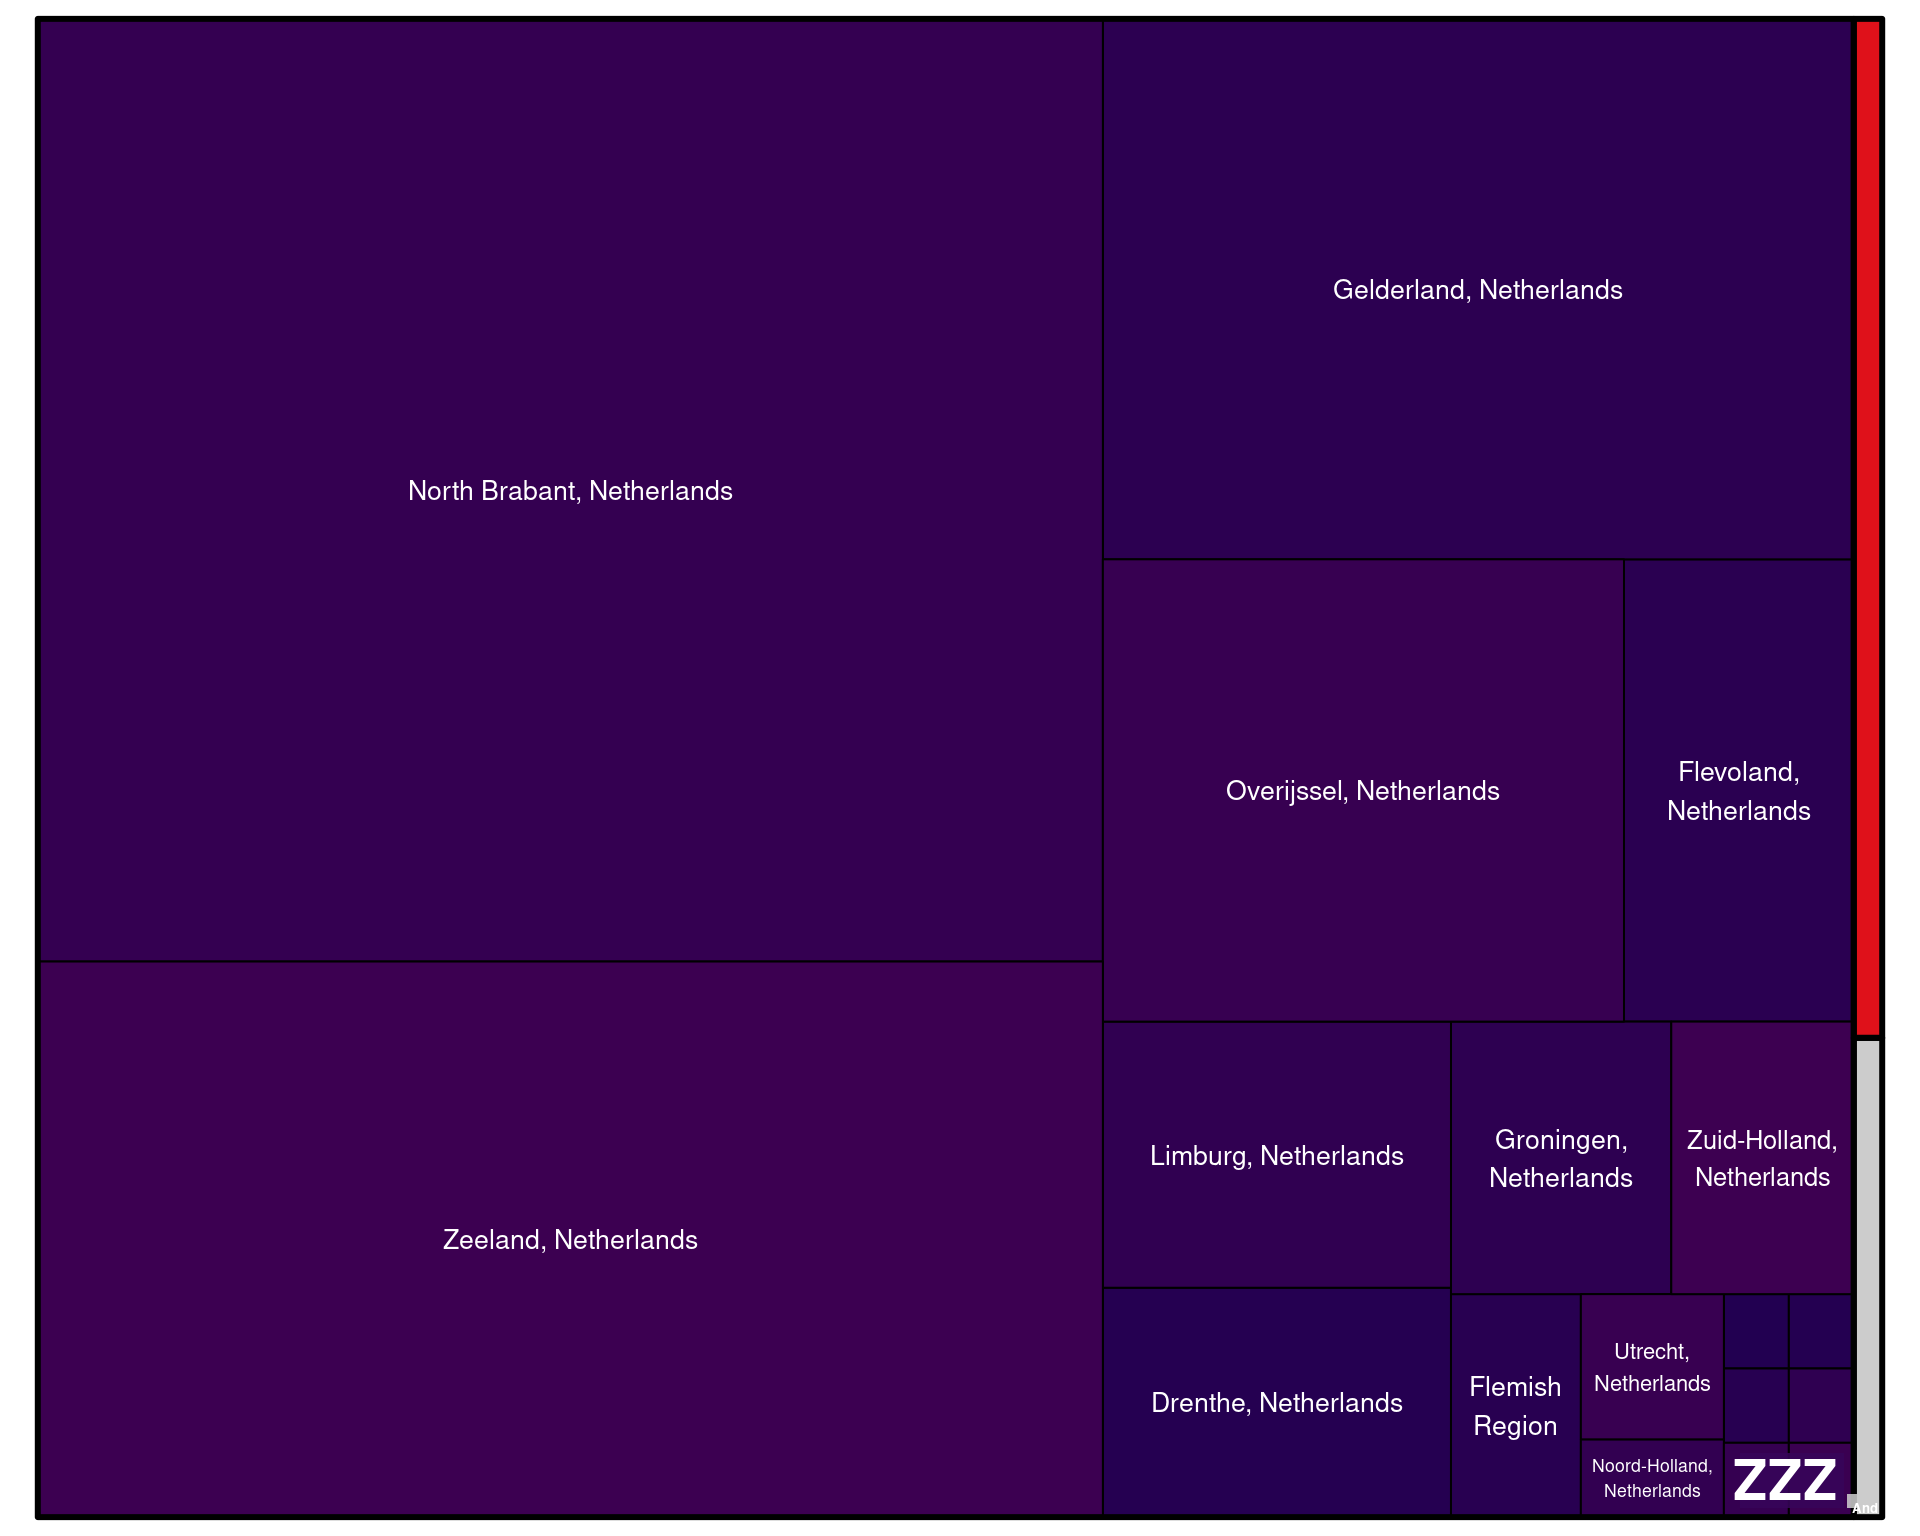 North Brabant, Netherlands
Zeeland, Netherlands
Gelderland, Netherlands
Overijssel, Netherlands
Flevoland,
Netherlands
Limburg, Netherlands
Groningen,
Netherlands
Zuid-Holland,
Netherlands
Drenthe, Netherlands
Flemish
Region
Utrecht,
Netherlands
Noord-Holland,
Netherlands
ZZZ
And